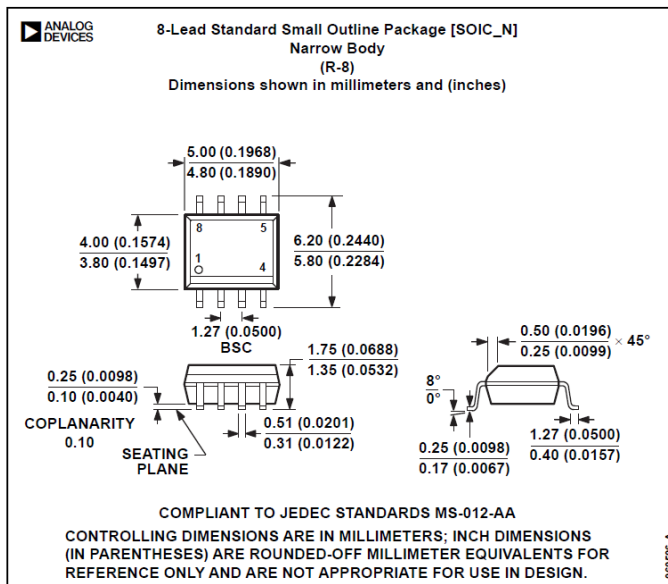 ANALOG
DEVICES
8-Lead Standard Small Outline Package [SOIC_N]
Narrow Body
(R-8)
Dimensions shown in millimeters and (inches)
5.00 (0.1968)
4.80 (0.1890)
8
5
1
4
4.00 (0.1574)
3.80 (0.1497)
6.20 (0.2440)
5.80 (0.2284)
1.27 (0.0500)
BSC
0.25 (0.0098)
0.10 (0.0040)
COPLANARITY
0.10
SEATING
PLANE
1.75 (0.0688)
1.35 (0.0532)
0.51 (0.0201)
0.31 (0.0122)
0.50 (0.0196)
0.25 (0.0099)
× 45°
8°
0°
0.25 (0.0098)
0.17 (0.0067)
1.27 (0.0500)
0.40 (0.0157)
COMPLIANT TO JEDEC STANDARDS MS-012-AA
CONTROLLING DIMENSIONS ARE IN MILLIMETERS; INCH DIMENSIONS
(IN PARENTHESES) ARE ROUNDED-OFF MILLIMETER EQUIVALENTS FOR
REFERENCE ONLY AND ARE NOT APPROPRIATE FOR USE IN DESIGN.